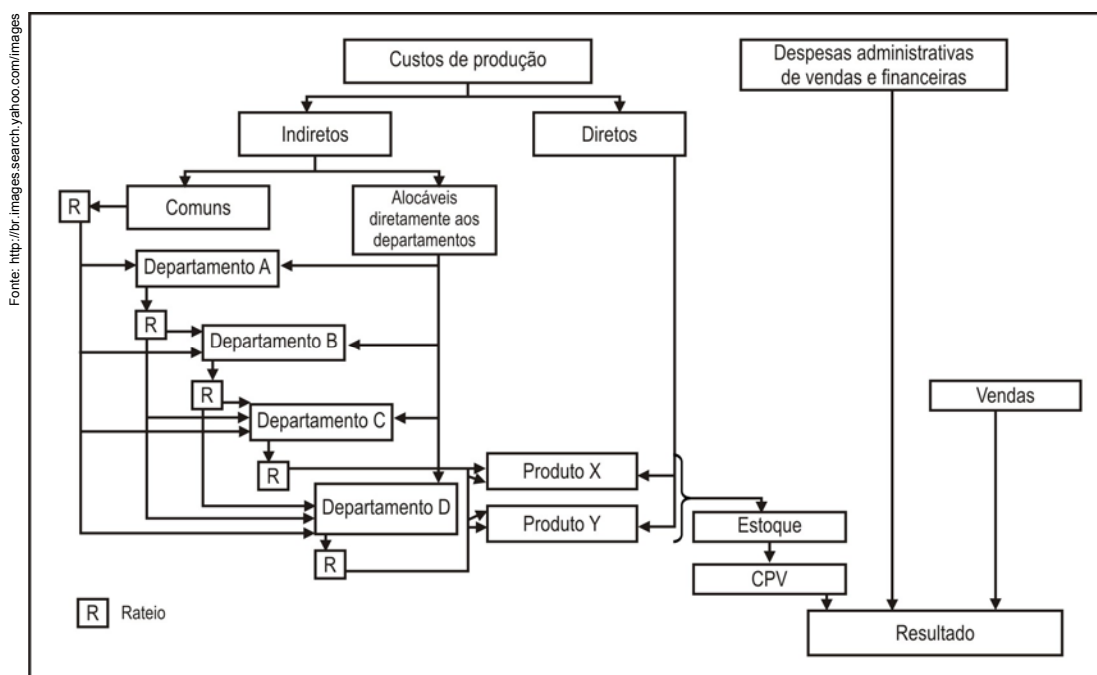 Fonte: http://br.images.search.yahoo.com/images
Custos de produção
Despesas administrativas
de vendas e financeiras
Indiretos
Diretos
R
Comuns
Alocáveis
diretamente aos
departamentos
Departamento A
R
Departamento B
R
Departamento C
Vendas
R
Produto X
Departamento D
Produto Y
Estoque
R
CPV
R
Rateio
Resultado